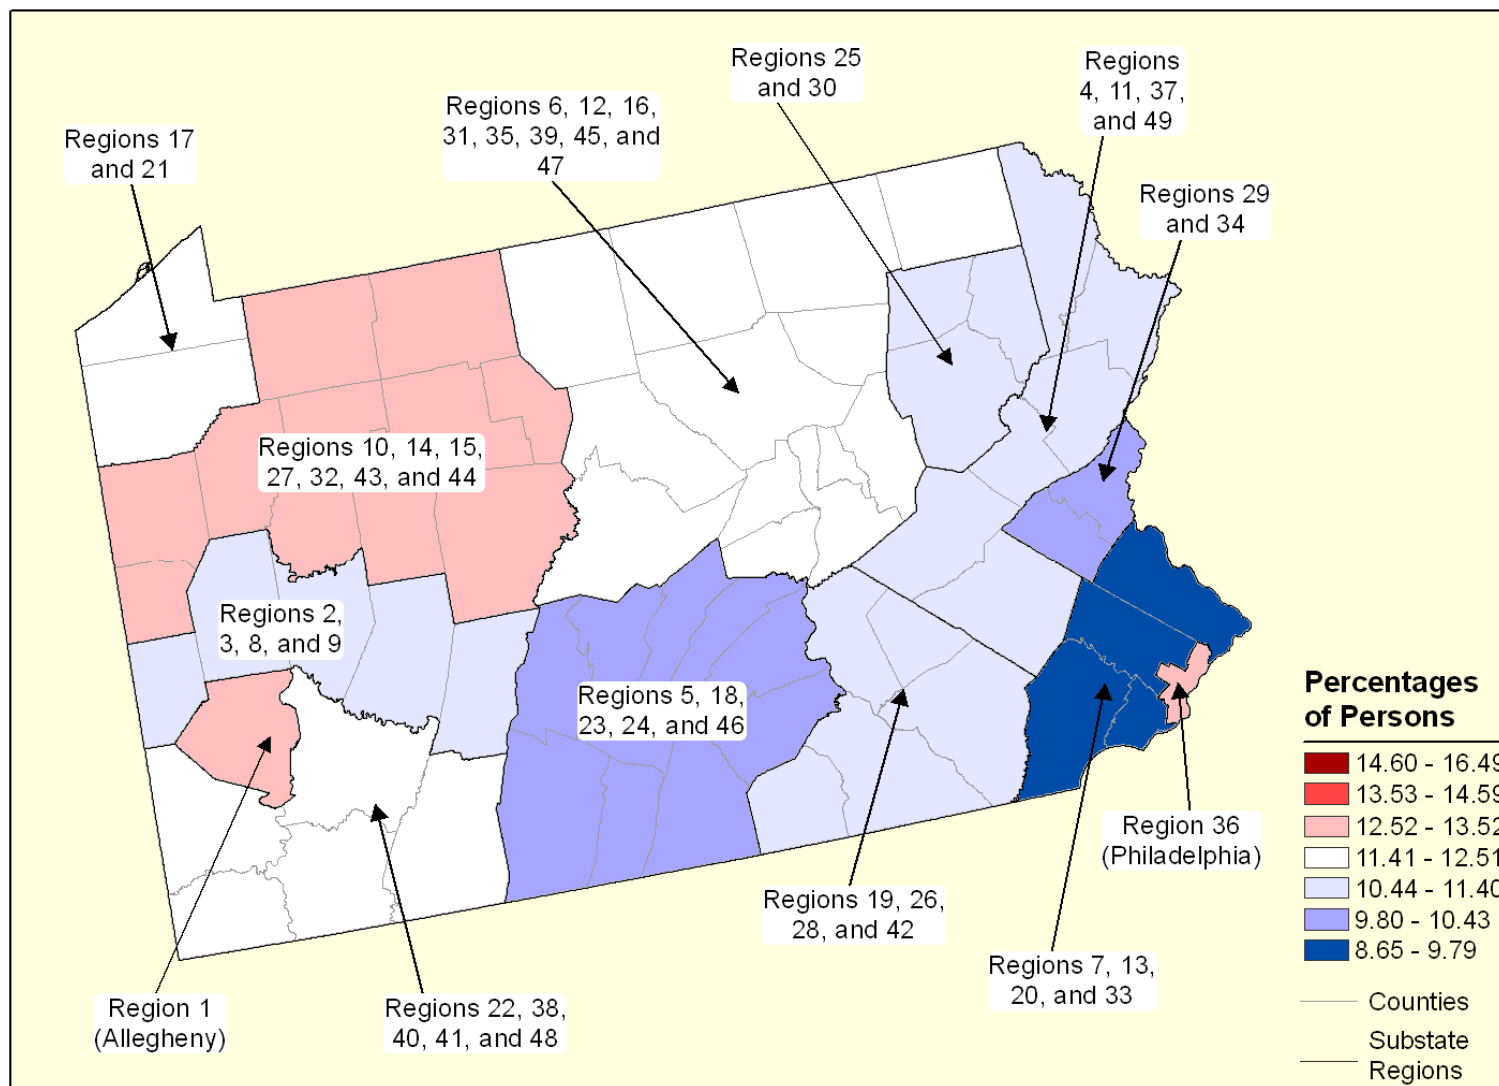 Regions 25
and 30
Regions
4, 11, 37,
and 49
Regions 6, 12, 16,
31, 35, 39, 45, and
47
Regions 17
and 21
Regions 29
and 34
Regions 10, 14, 15,
27, 32, 43, and 44
Regions 2,
3, 8, and 9
Regions 5, 18,
23, 24, and 46
Percentages
of Persons
14.60 - 16.49
13.53 - 14.59
12.52 - 13.52
11.41 - 12.51
10.44 - 11.40
9.80 - 10.43
8.65 - 9.79
Counties
Substate
Regions
Region 36
(Philadelphia)
Regions 19, 26,
28, and 42
Regions 7, 13,
20, and 33
Region 1
(Allegheny)
Regions 22, 38,
40, 41, and 48